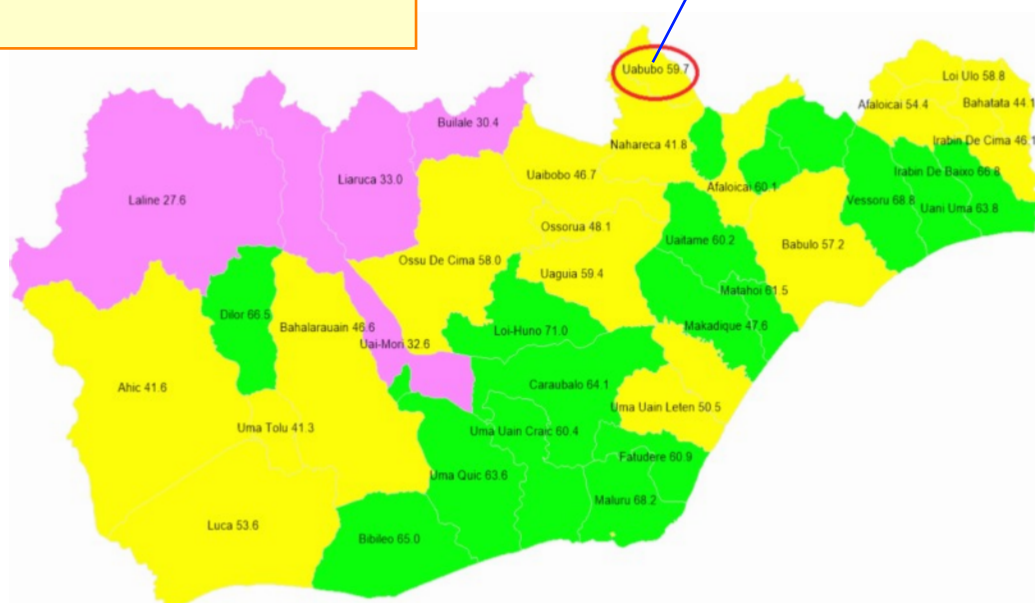 Uabubo 59.7
Loi Ulo 58.8
Afaloicai 54.4
Bahatata 44.1
Builale 30.4
Irabin De Cima 46.1
Nahareca 41.8
Irabin De Baixo 66.8
Uaibobo 46.7
Liaruca 33.0
Afaloicai 60.1
Laline 27.6
Vessoru 68.8
Uani Uma 63.8
Ossorua 48.1
Uaitame 60.2
Babulo 57.2
Ossu De Cima 58.0
Uaguia 59.4
Matahoi 61.5
Dilor 66.5
Bahalarauain 46.6
Loi-Huno 71.0
Makadique 47.6
Uai-Mori 32.6
Ahic 41.6
Caraubalo 64.1
Uma Uain Leten 50.5
Uma Tolu 41.3
Uma Uain Craic 60.4
Fatudere 60.9
Uma Quic 63.6
Maluru 68.2
Luca 53.6
Bibileo 65.0